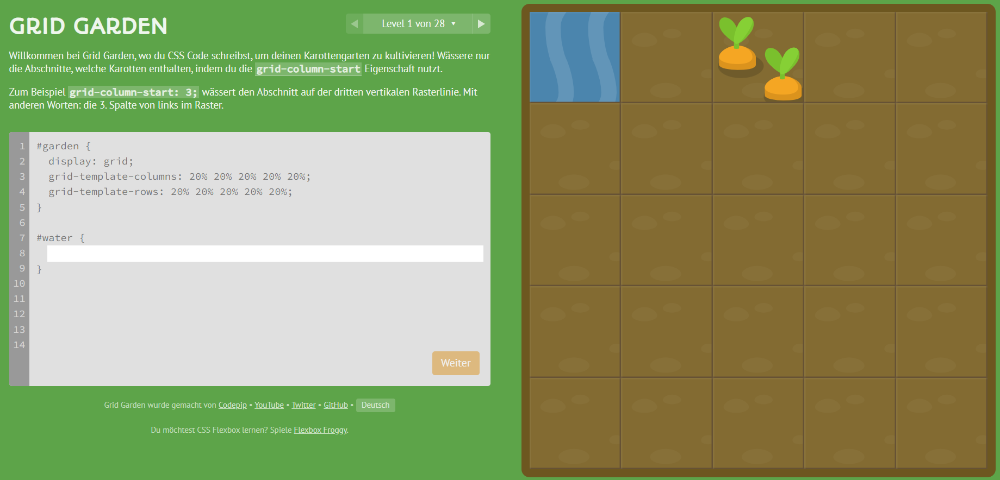 GRID GARDEN
◀ Level 1 von 28 ▼ ▶
Willkommen bei Grid Garden, wo du CSS Code schreibst, um deinen Karottengarten zu kultivieren! Wässere nur
die Abschnitte, welche Karotten enthalten, indem du die grid-column-start Eigenschaft nutzt.
Zum Beispiel grid-column-start: 3; wässert den Abschnitt auf der dritten vertikalen Rasterlinie. Mit
anderen Worten: die 3. Spalte von links im Raster.
1 #garden {
2 display: grid;
3 grid-template-columns: 20% 20% 20% 20% 20%;
4 grid-template-rows: 20% 20% 20% 20% 20%;
5 }
6
7 #water {
8
9 }
10
11
12
13
14
Weiter
Grid Garden wurde gemacht von Codepip • YouTube • Twitter • GitHub • Deutsch
Du möchtest CSS Flexbox lernen? Spiele Flexbox Froggy.